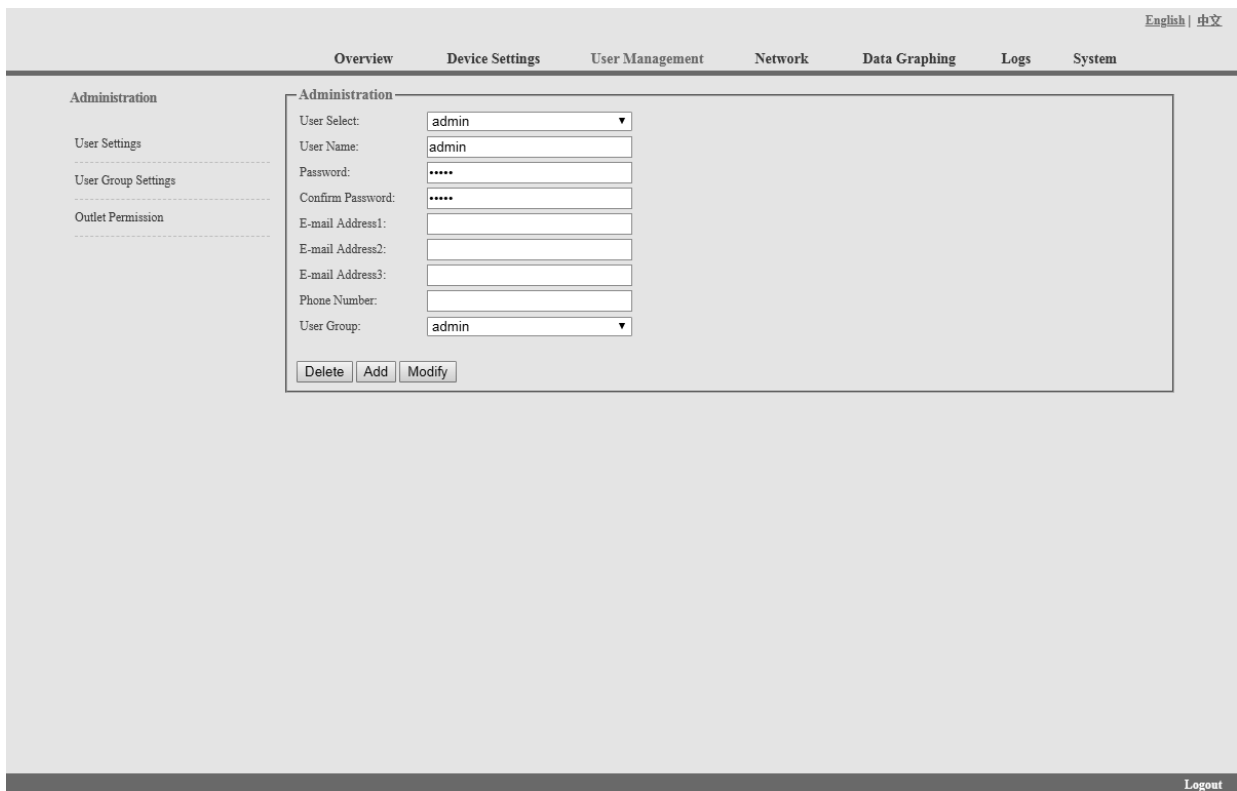 English | 中文
Overview Device Settings User Management Network Data Graphing Logs System
Administration
User Settings
User Group Settings
Outlet Permission
Administration
User Select: admin
User Name: admin
Password: •••••
Confirm Password: •••••
E-mail Address1:
E-mail Address2:
E-mail Address3:
Phone Number:
User Group: admin
Delete Add Modify
Logout